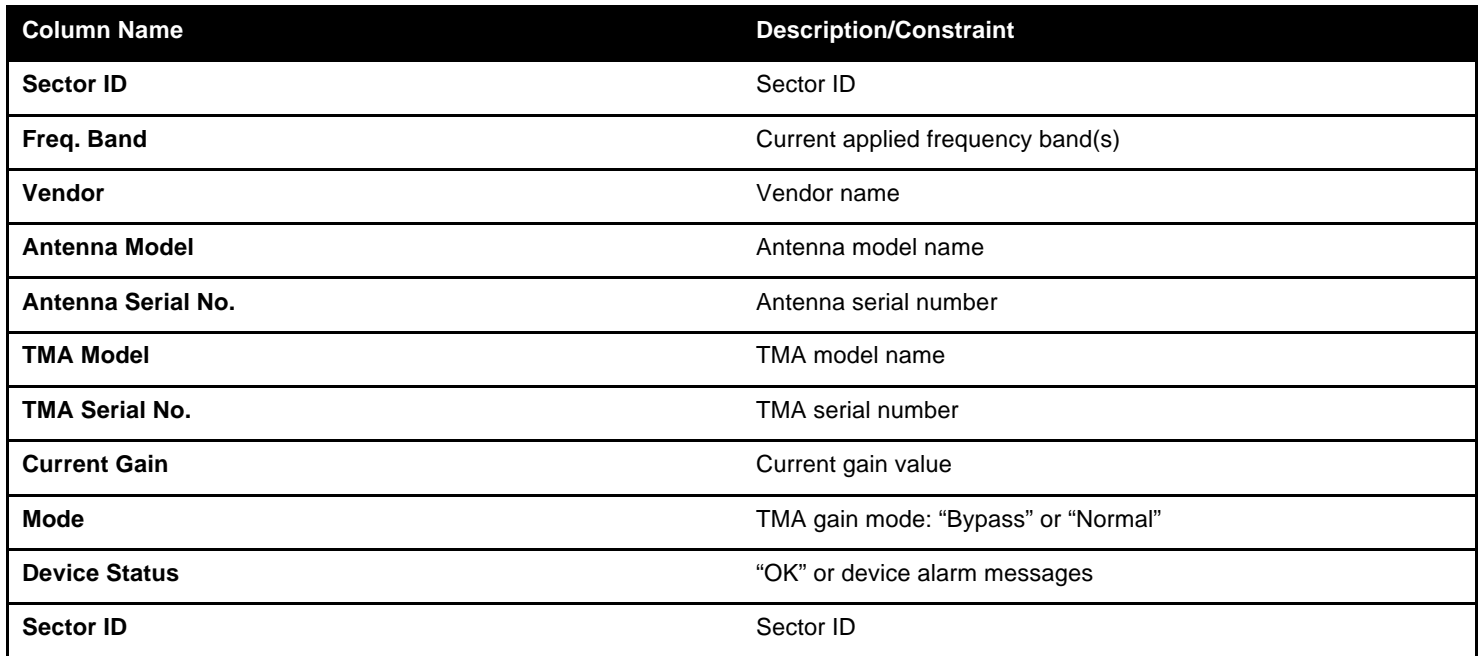 Column Name Description/Constraint
Sector ID Sector ID
Freq. Band Current applied frequency band(s)
Vendor Vendor name
Antenna Model Antenna model name
Antenna Serial No. Antenna serial number
TMA Model TMA model name
TMA Serial No. TMA serial number
Current Gain Current gain value
Mode TMA gain mode: “Bypass” or “Normal”
Device Status “OK” or device alarm messages
Sector ID Sector ID